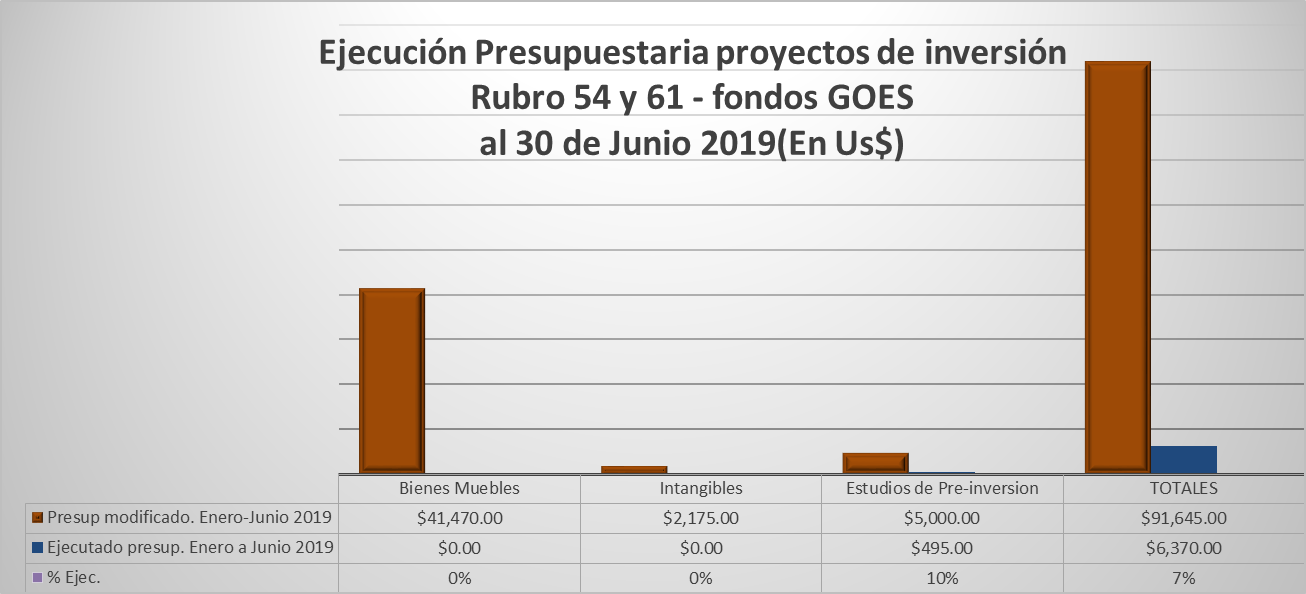 Ejecución Presupuestaria proyectos de inversión
Rubro 54 y 61 - fondos GOES
al 30 de Junio 2019(En Us$)
Bienes Muebles Intangibles Estudios de Pre-inversion TOTALES
Presup modificado. Enero-Junio 2019 $41,470.00 $2,175.00 $5,000.00 $91,645.00
Ejecutado presup. Enero a Junio 2019 $0.00 $0.00 $495.00 $6,370.00
% Ejec. 0% 0% 10% 7%